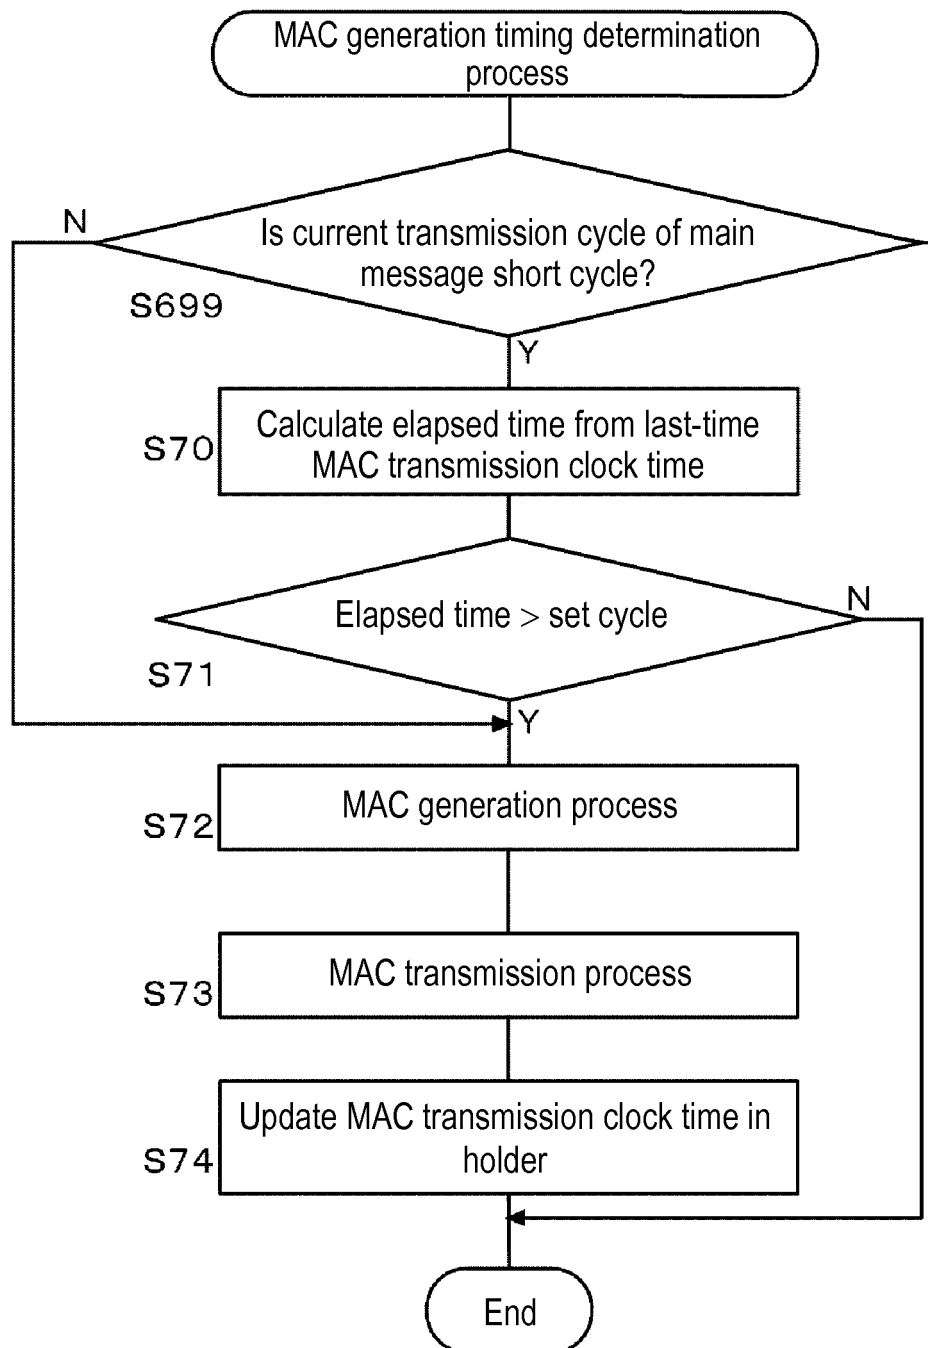 MAC generation timing determination
process
N
Is current transmission cycle of main
message short cycle?
S699
Y
Calculate elapsed time from last-time
MAC transmission clock time
S70
Elapsed time > set cycle
N
S71
Y
MAC generation process
S72
MAC transmission process
S73
Update MAC transmission clock time in
holder
S74
End